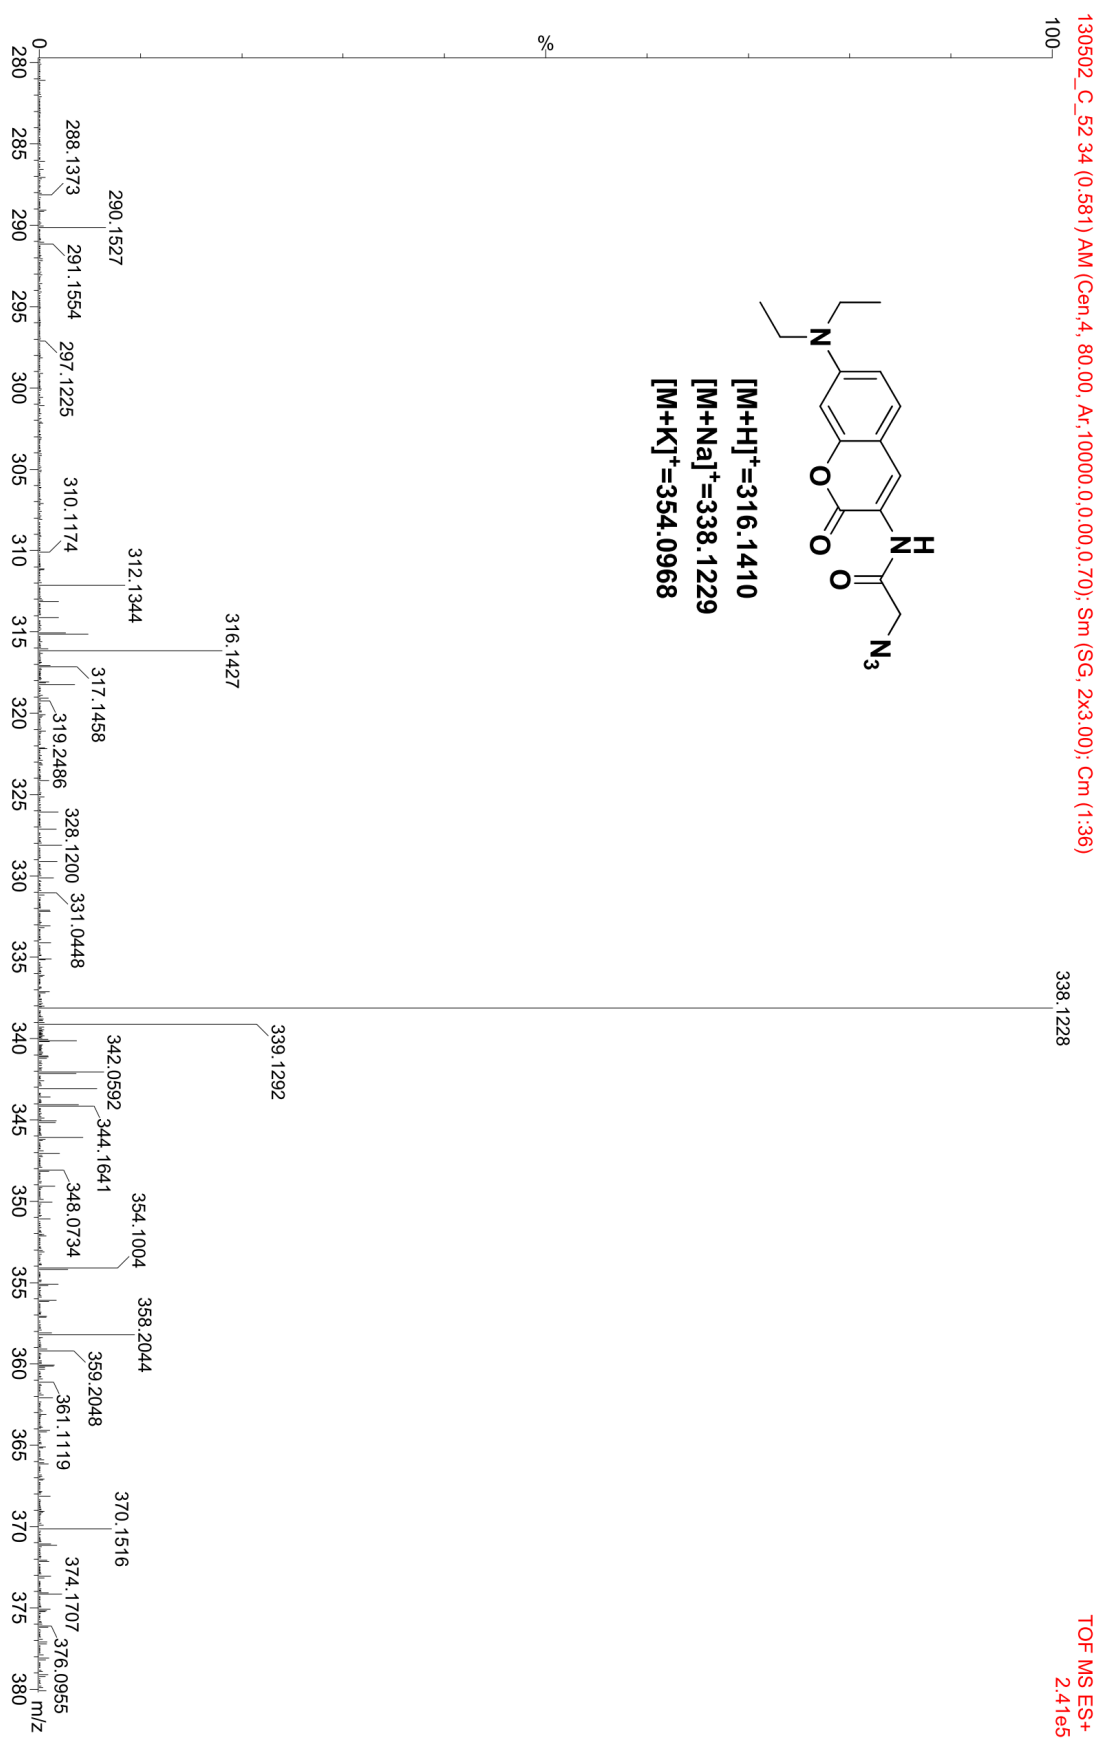 130502_C_52 34 (0.581) AM (Cen,4, 80.00, Ar,10000.0,0.00,0.70); Sm (SG, 2x3.00); Cm (1:36)
TOF MS ES+
2.41e5
100
%
0
338.1228
339.1292
316.1427
317.1458
312.1344
310.1174
290.1527
288.1373
291.1554
297.1225
319.2486
328.1200
331.0448
342.0592
344.1641
348.0734
354.1004
358.2044
359.2048
361.1119
370.1516
374.1707
376.0955
N
O
O
N
H
O
N3
[M+H]+=316.1410
[M+Na]+=338.1229
[M+K]+=354.0968
280 285 290 295 300 305 310 315 320 325 330 335 340 345 350 355 360 365 370 375 380
m/z